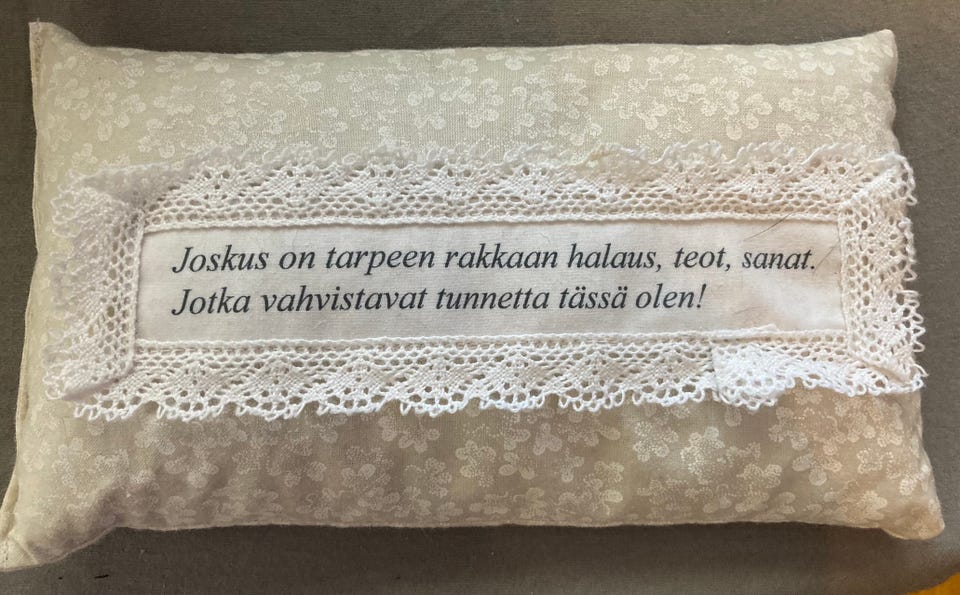 Joskus on tarpeen rakkaan halaus, teot, sanat.
Jotka vahvistavat tunnetta tässä olen!